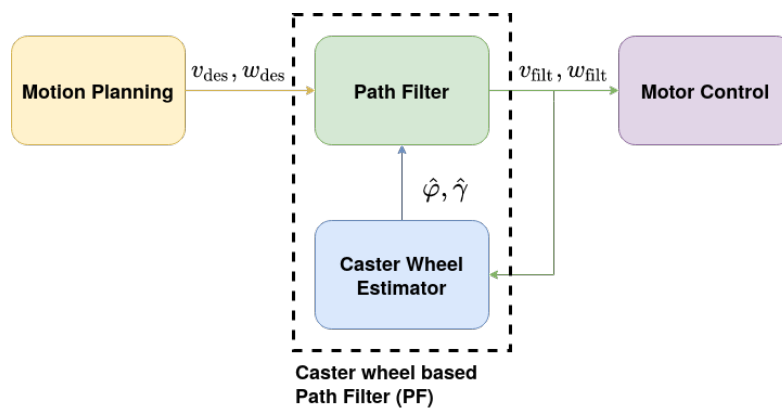 Motion Planning
v_des, w_des
Path Filter
v_filt, w_filt
Motor Control
φ̂, γ̂
Caster Wheel
Estimator
Caster wheel based
Path Filter (PF)